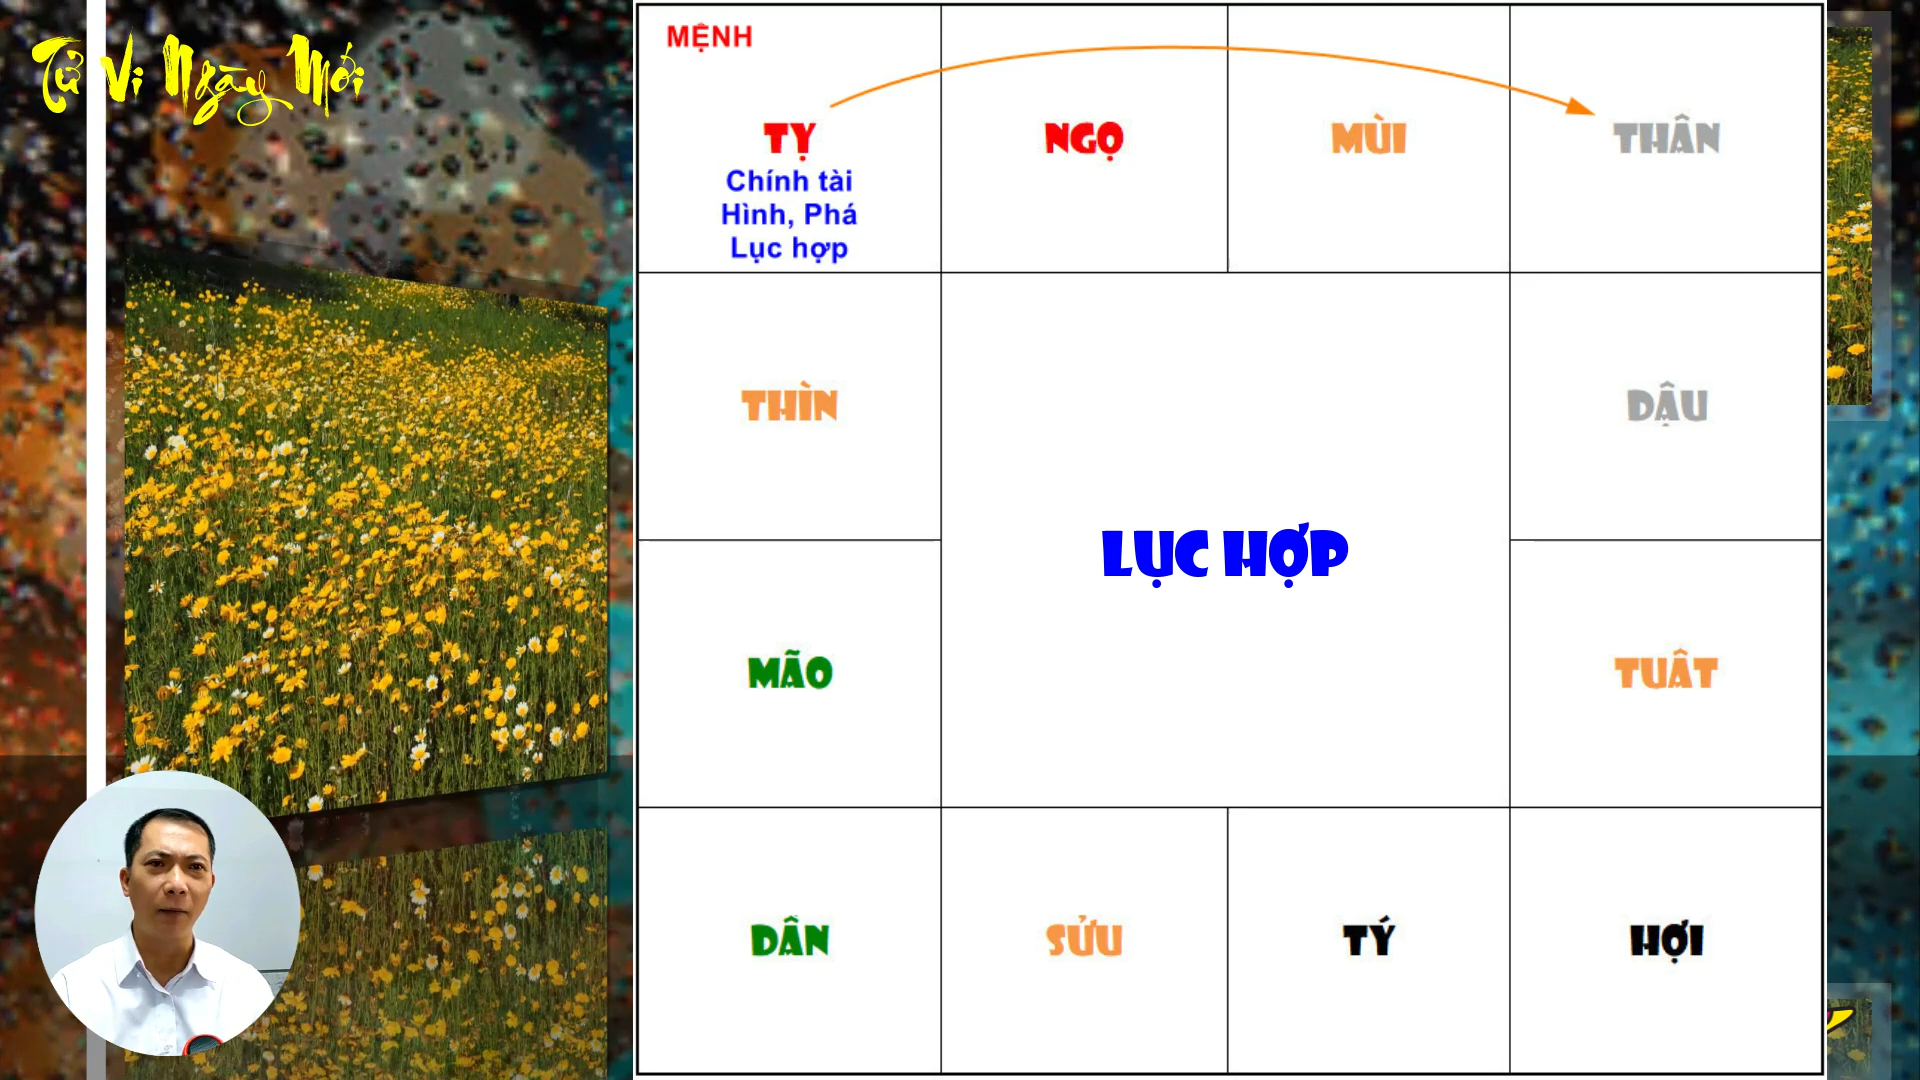 Tử Vi Ngày Mới
MỆNH
TỴ
Chính tài
Hình, Phá
Lục hợp
NGỌ
MÙI
THÂN
THÌN
DẬU
LỤC HỢP
MÃO
TUẤT
DẦN
SỬU
TÝ
HỢI